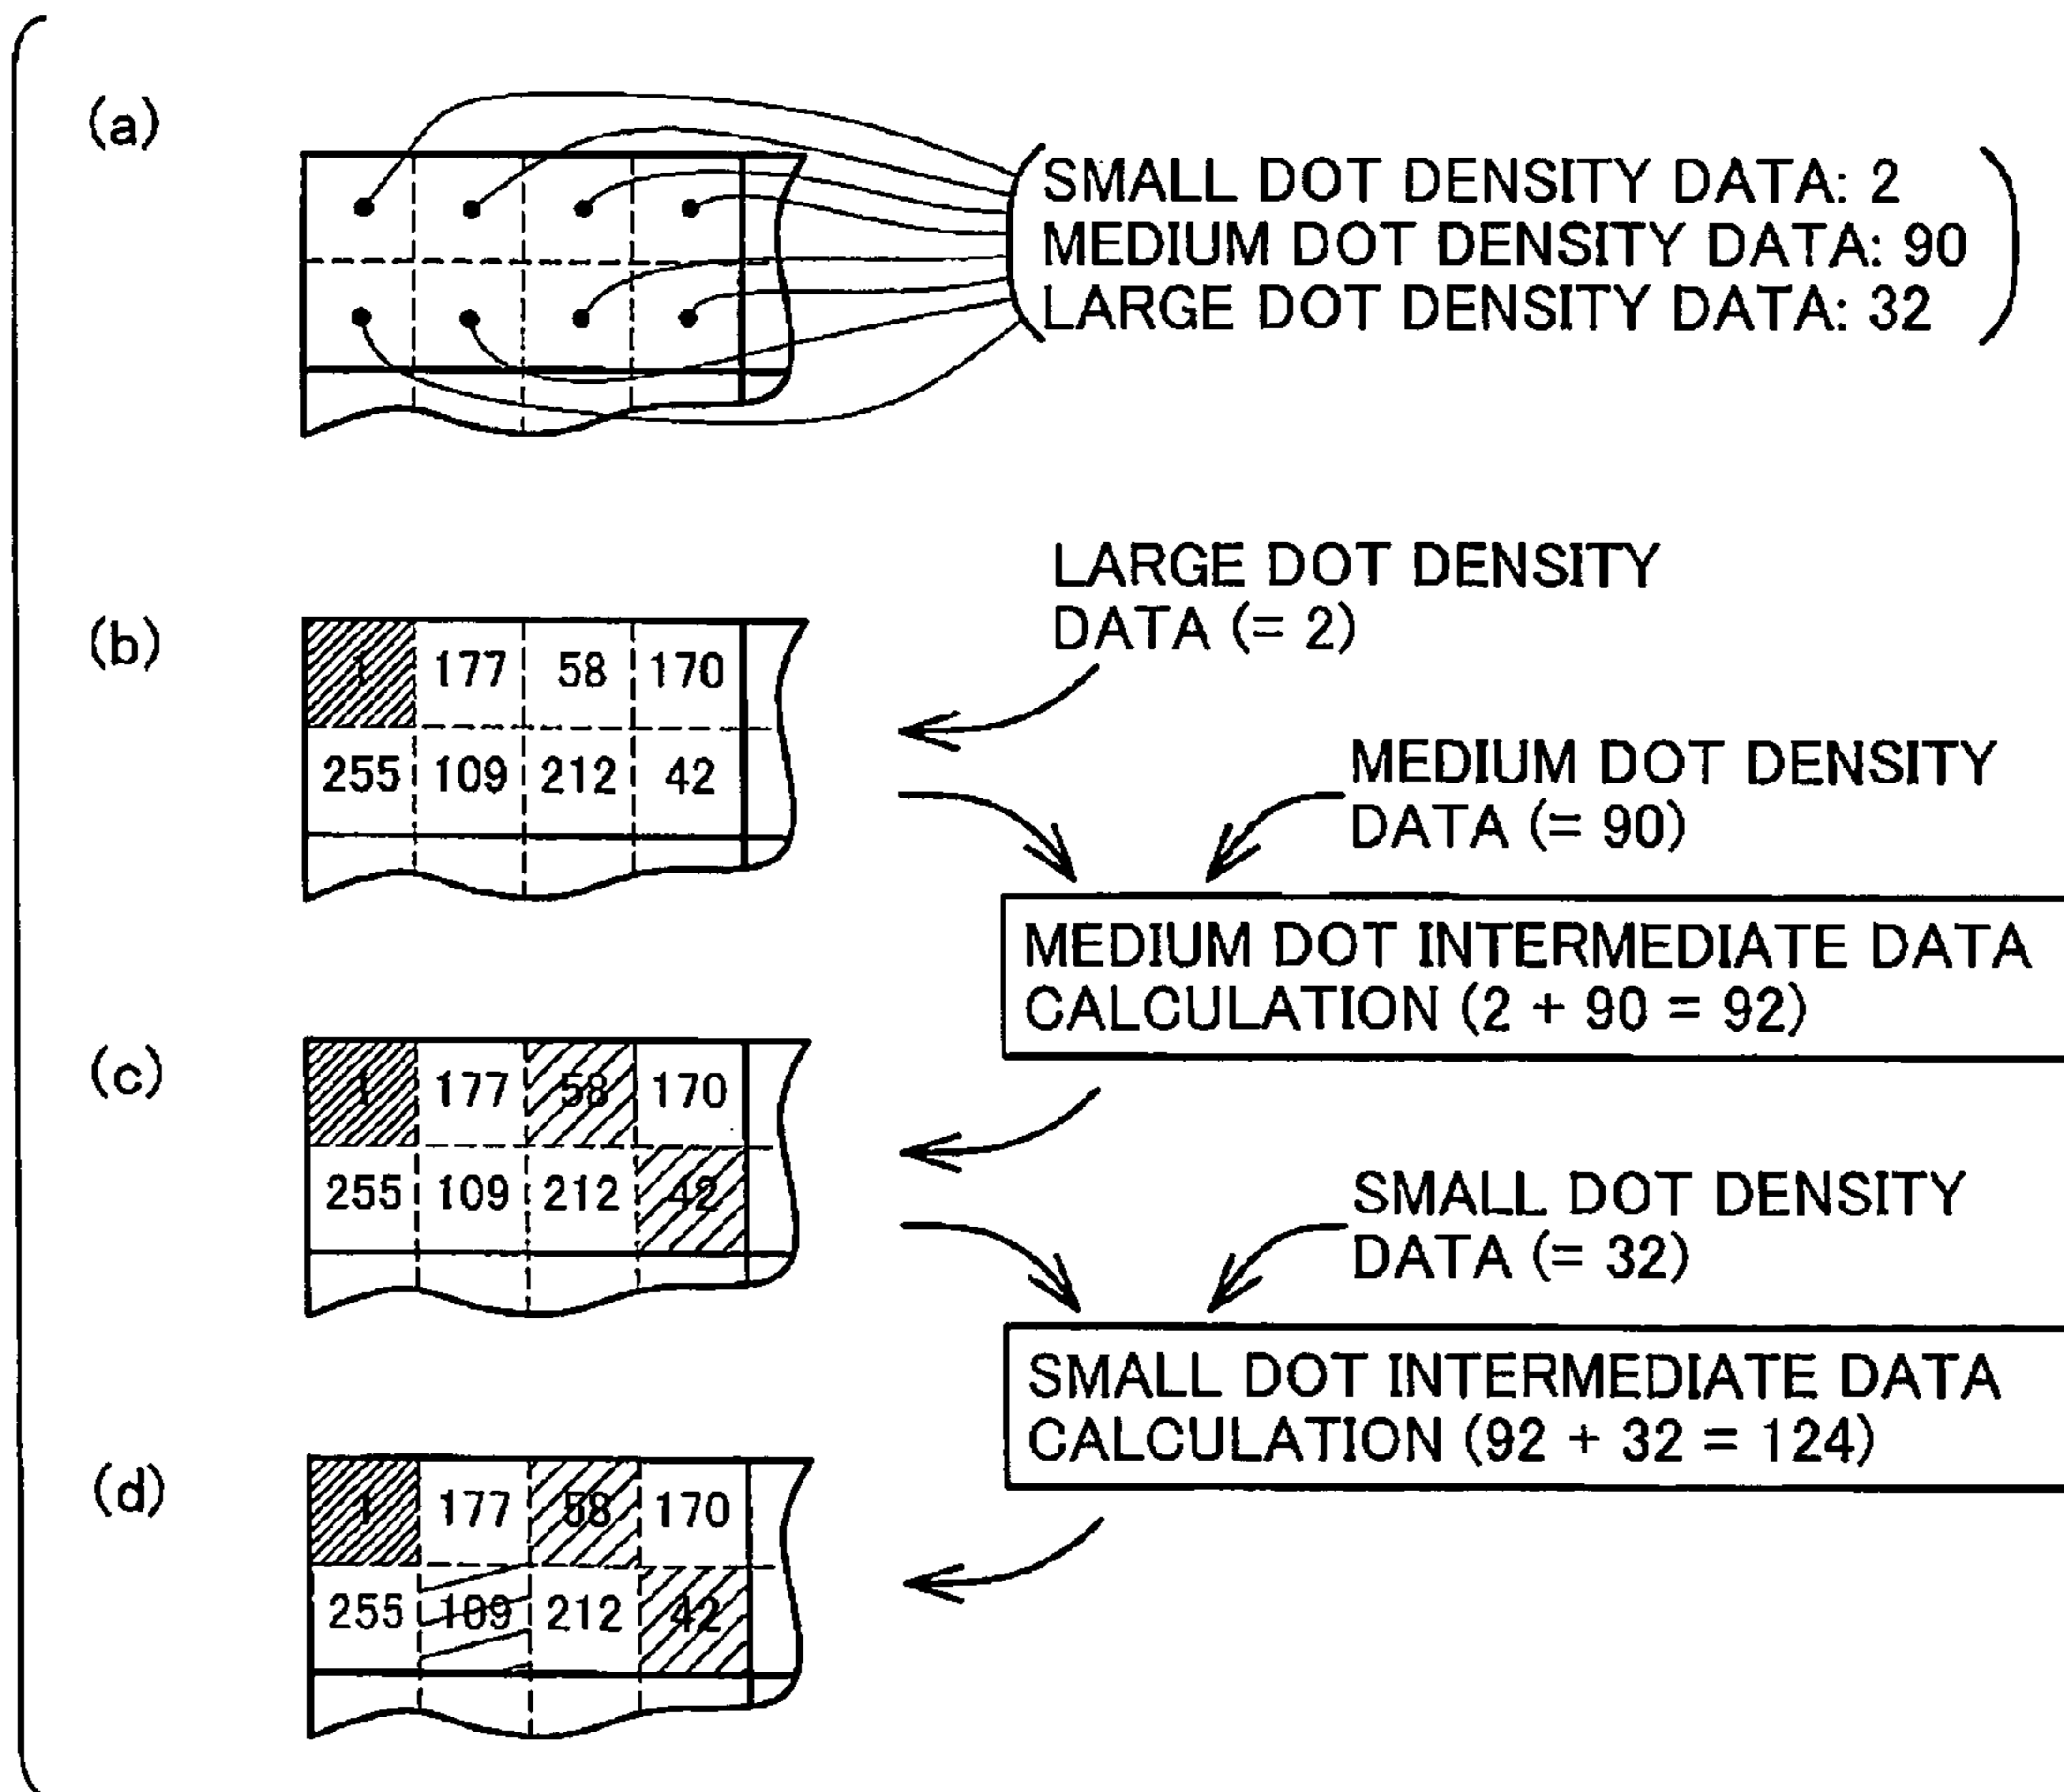 (a)
SMALL DOT DENSITY DATA: 2
MEDIUM DOT DENSITY DATA: 90
LARGE DOT DENSITY DATA: 32
(b)
LARGE DOT DENSITY
DATA (= 2)
1 177 58 170
255 109 212 42
MEDIUM DOT DENSITY
DATA (= 90)
MEDIUM DOT INTERMEDIATE DATA
CALCULATION (2 + 90 = 92)
(c)
1 177 58 170
255 109 212 42
SMALL DOT DENSITY
DATA (= 32)
SMALL DOT INTERMEDIATE DATA
CALCULATION (92 + 32 = 124)
(d)
1 177 58 170
255 109 212 42